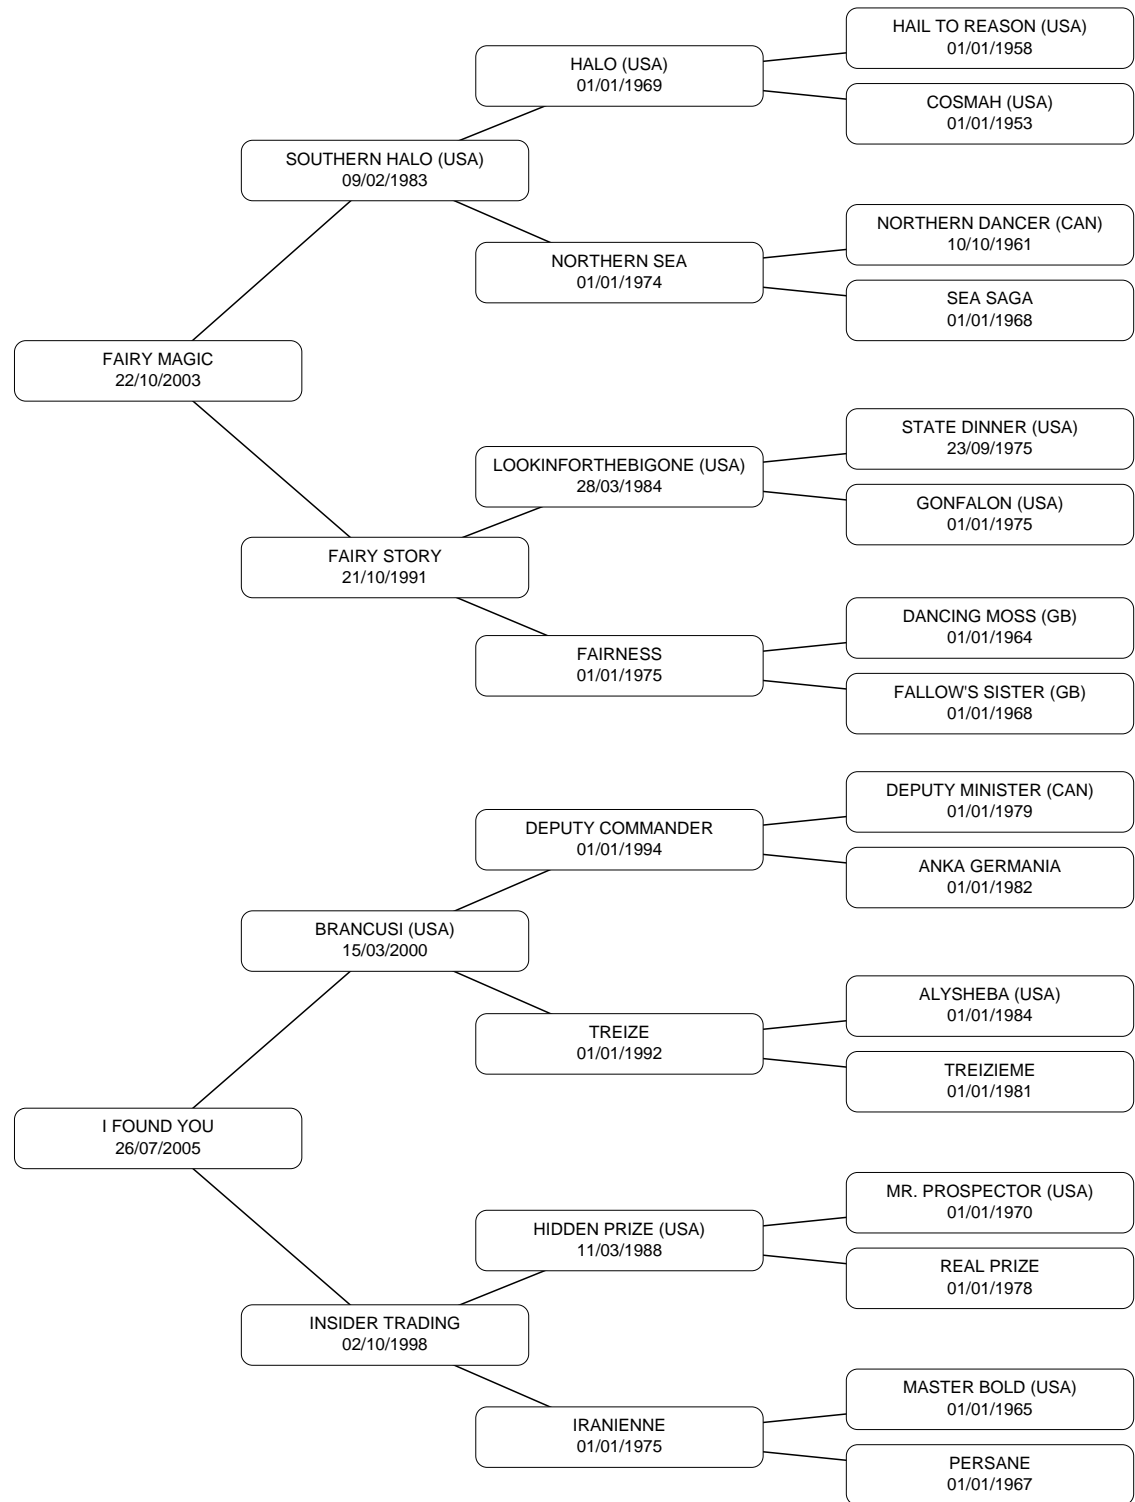 HAIL TO REASON (USA)
01/01/1958
HALO (USA)
01/01/1969
COSMAH (USA)
01/01/1953
SOUTHERN HALO (USA)
09/02/1983
NORTHERN DANCER (CAN)
10/10/1961
NORTHERN SEA
01/01/1974
SEA SAGA
01/01/1968
FAIRY MAGIC
22/10/2003
STATE DINNER (USA)
23/09/1975
LOOKINFORTHEBIGONE (USA)
28/03/1984
GONFALON (USA)
01/01/1975
FAIRY STORY
21/10/1991
DANCING MOSS (GB)
01/01/1964
FAIRNESS
01/01/1975
FALLOW'S SISTER (GB)
01/01/1968
DEPUTY MINISTER (CAN)
01/01/1979
DEPUTY COMMANDER
01/01/1994
ANKA GERMANIA
01/01/1982
BRANCUSI (USA)
15/03/2000
ALYSHEBA (USA)
01/01/1984
TREIZE
01/01/1992
TREIZIEME
01/01/1981
I FOUND YOU
26/07/2005
MR. PROSPECTOR (USA)
01/01/1970
HIDDEN PRIZE (USA)
11/03/1988
REAL PRIZE
01/01/1978
INSIDER TRADING
02/10/1998
MASTER BOLD (USA)
01/01/1965
IRANIENNE
01/01/1975
PERSANE
01/01/1967